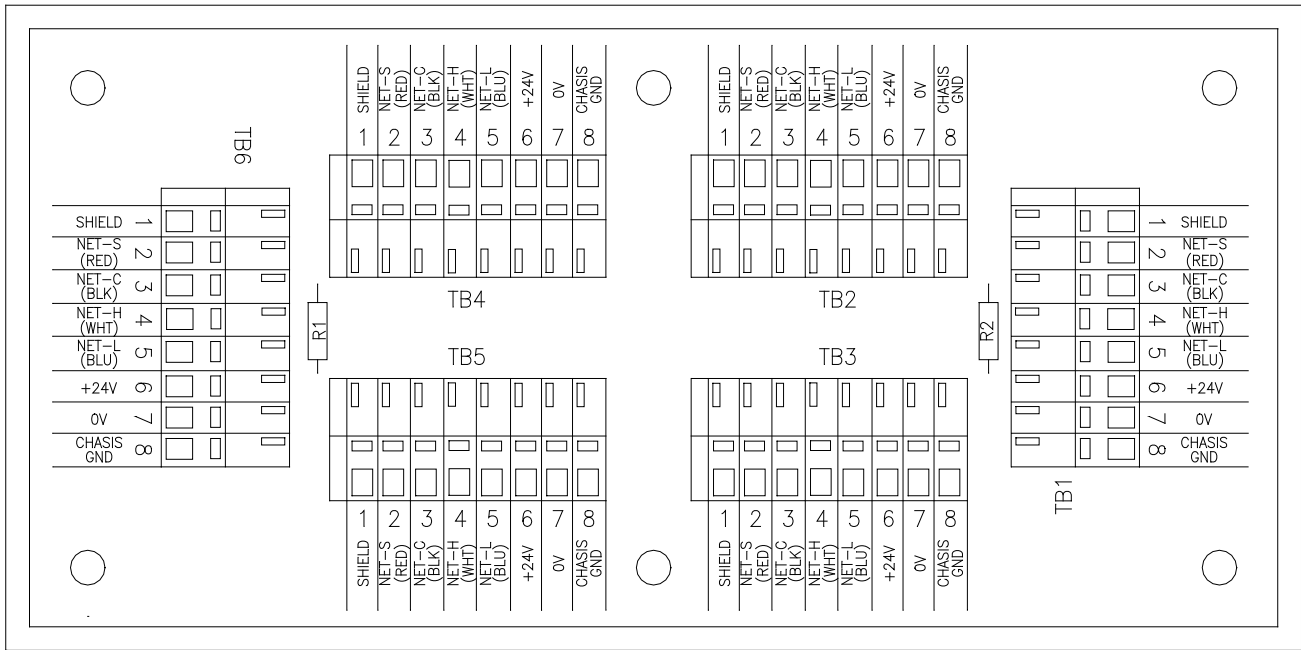 SHIELD
NET-S
(RED)
NET-C
(BLK)
NET-H
(WHT)
NET-L
(BLU)
+24V
0V
CHASIS
GND
1 2 3 4 5 6 7 8
TB4
SHIELD
NET-S
(RED)
NET-C
(BLK)
NET-H
(WHT)
NET-L
(BLU)
+24V
0V
CHASIS
GND
1 2 3 4 5 6 7 8
TB2
TB6
SHIELD 1
NET-S
(RED) 2
NET-C
(BLK) 3
NET-H
(WHT) 4
NET-L
(BLU) 5
+24V 6
0V 7
CHASIS
GND 8
R1
R2
1 SHIELD
2 NET-S
(RED)
3 NET-C
(BLK)
4 NET-H
(WHT)
5 NET-L
(BLU)
6 +24V
7 0V
8 CHASIS
GND
TB1
TB5
1 2 3 4 5 6 7 8
SHIELD
NET-S
(RED)
NET-C
(BLK)
NET-H
(WHT)
NET-L
(BLU)
+24V
0V
CHASIS
GND
TB3
1 2 3 4 5 6 7 8
SHIELD
NET-S
(RED)
NET-C
(BLK)
NET-H
(WHT)
NET-L
(BLU)
+24V
0V
CHASIS
GND